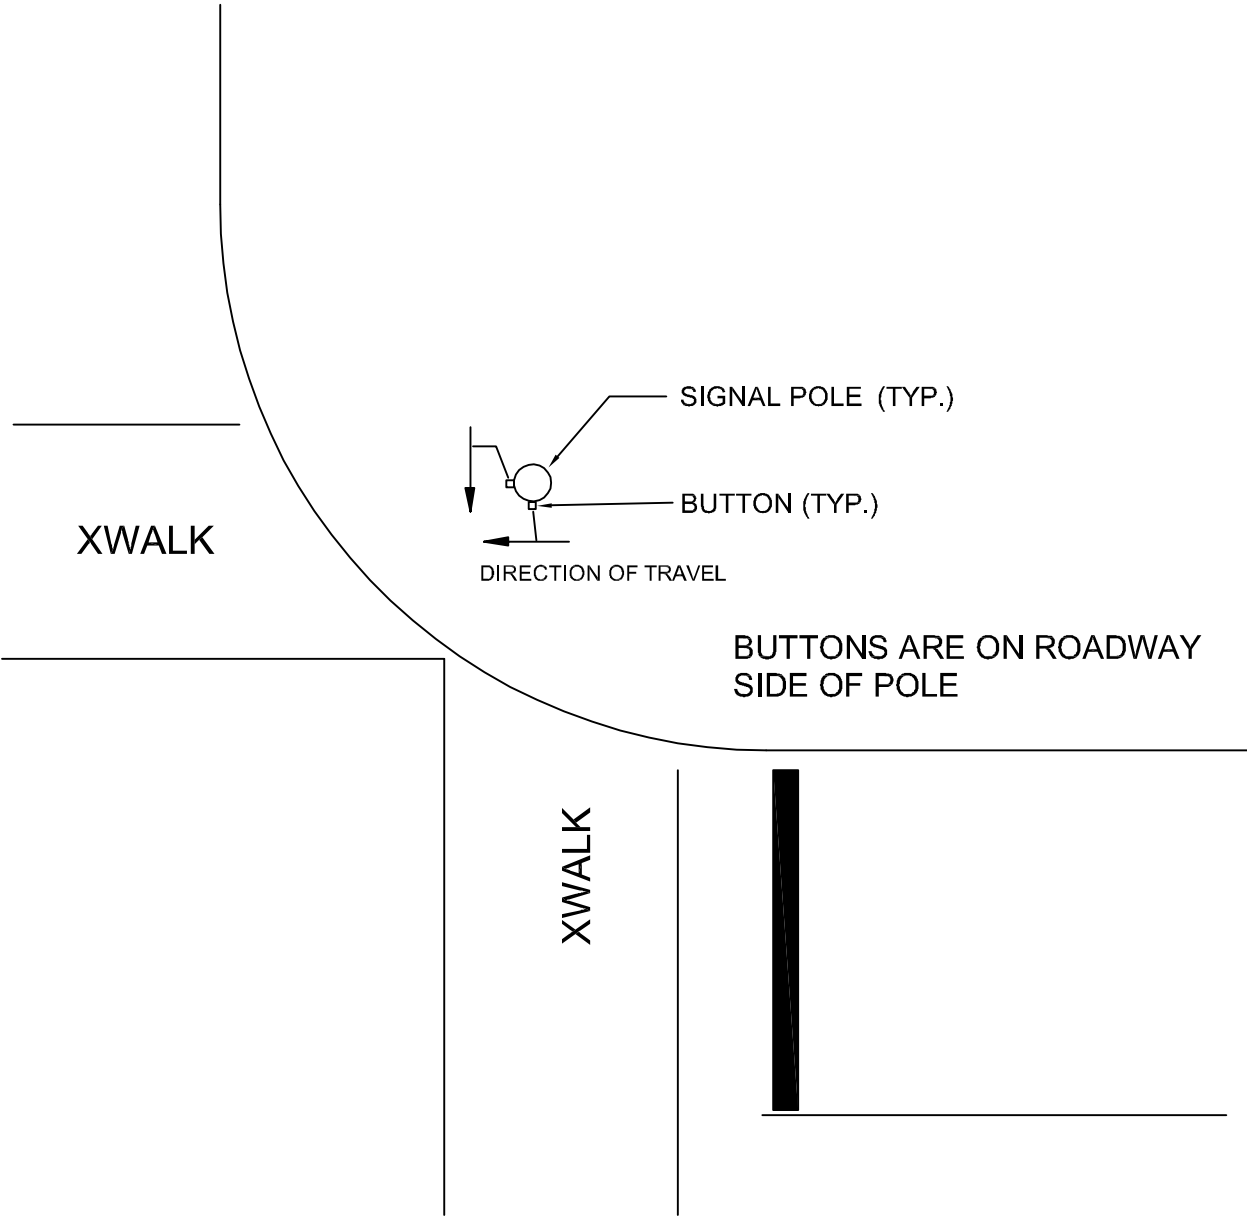 SIGNAL POLE (TYP.)
BUTTON (TYP.)
XWALK
DIRECTION OF TRAVEL
BUTTONS ARE ON ROADWAY
SIDE OF POLE
XWALK